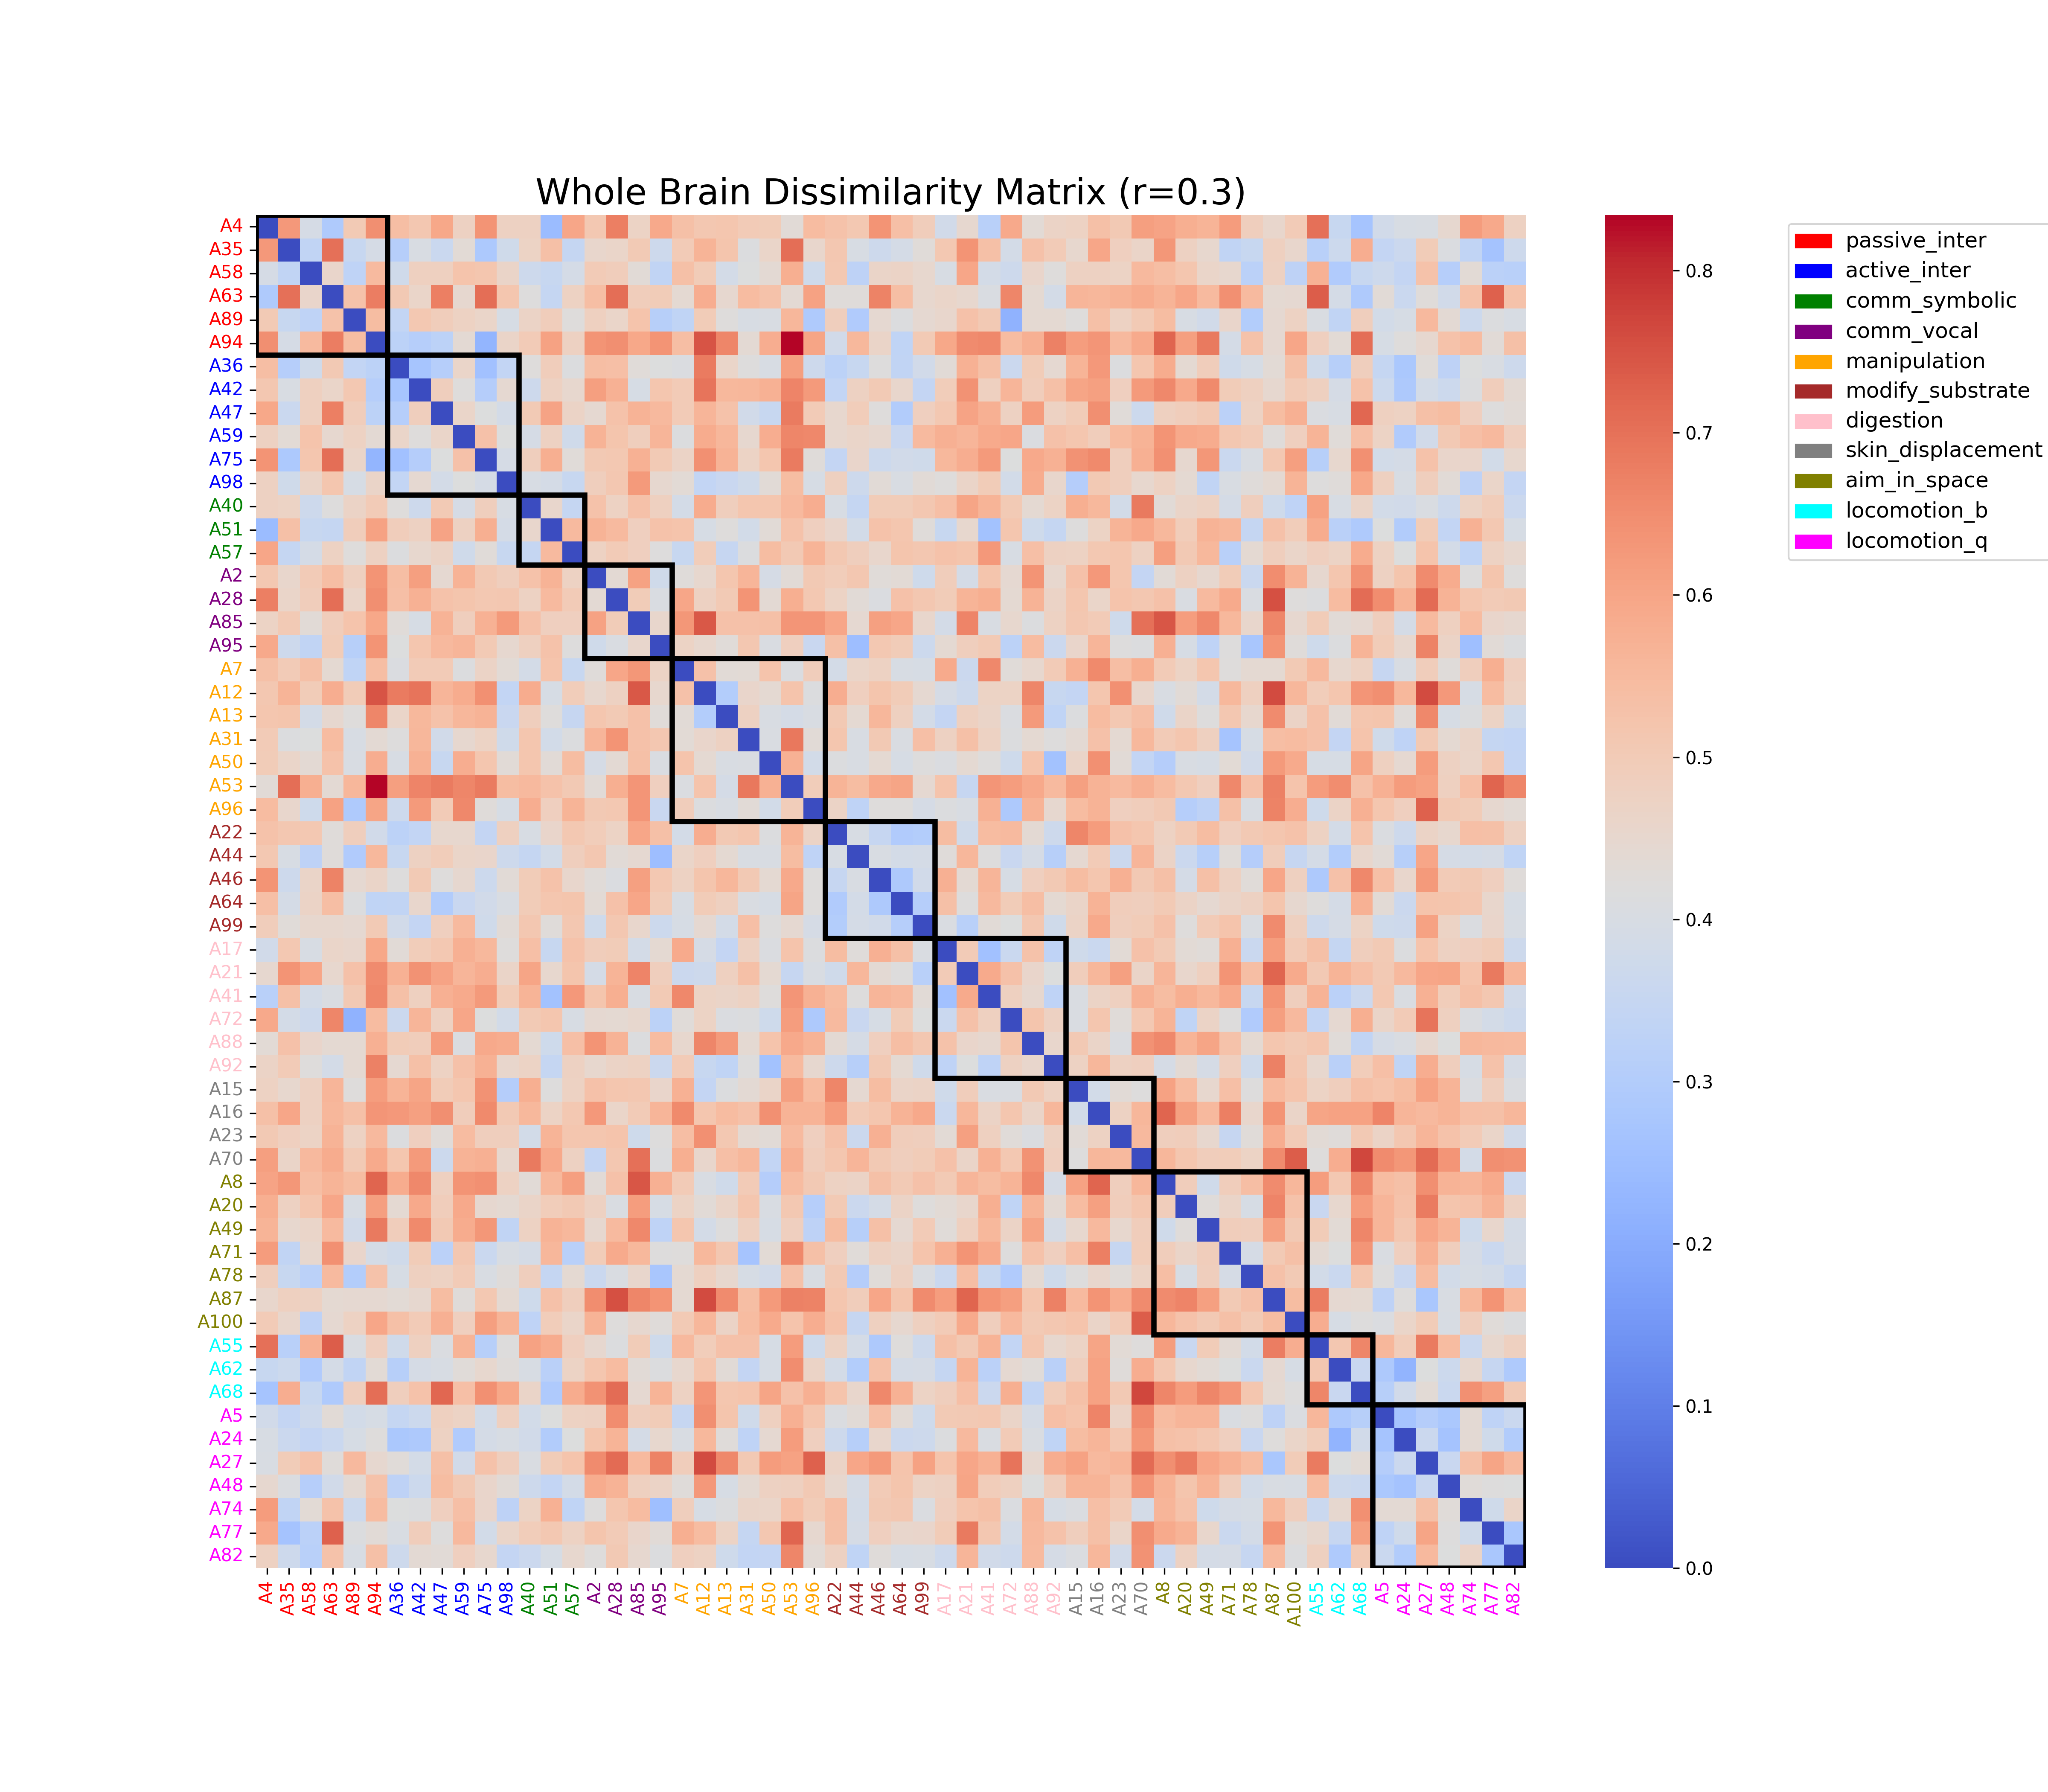 Whole Brain Dissimilarity Matrix (r=0.3)
A4
A35
A58
A63
A89
A94
A36
A42
A47
A59
A75
A98
A40
A51
A57
A2
A28
A85
A95
A7
A12
A13
A31
A50
A53
A96
A22
A44
A46
A64
A99
A17
A21
A41
A72
A88
A92
A15
A16
A23
A70
A8
A20
A49
A71
A78
A87
A100
A55
A62
A68
A5
A24
A27
A48
A74
A77
A82
A4 A35 A58 A63 A89 A94 A36 A42 A47 A59 A75 A98 A40 A51 A57 A2 A28 A85 A95 A7 A12 A13 A31 A50 A53 A96 A22 A44 A46 A64 A99 A17 A21 A41 A72 A88 A92 A15 A16 A23 A70 A8 A20 A49 A71 A78 A87 A100 A55 A62 A68 A5 A24 A27 A48 A74 A77 A82
0.8
0.7
0.6
0.5
0.4
0.3
0.2
0.1
0.0
passive_inter
active_inter
comm_symbolic
comm_vocal
manipulation
modify_substrate
digestion
skin_displacement
aim_in_space
locomotion_b
locomotion_q